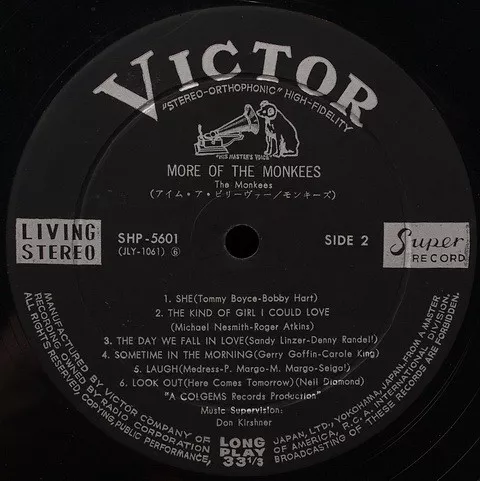 VICTOR
"STEREO-ORTHOPHONIC" HIGH-FIDELITY
"HIS MASTER'S VOICE"
MORE OF THE MONKEES
The Monkees
(アイム・ア・ビリーヴァー/モンキーズ)
LIVING STEREO
SHP-5601
(JLY-1061) Ⓑ
SIDE 2
Super RECORD
1. SHE(Tommy Boyce-Bobby Hart)
2. THE KIND OF GIRL I COULD LOVE
(Michael Nesmith-Roger Atkins)
3. THE DAY WE FALL IN LOVE(Sandy Linzer-Denny Randell)
4. SOMETIME IN THE MORNING(Gerry Goffin-Carole King)
5. LAUGH(Medress-P. Margo-M. Margo-Seigo!)
6. LOOK OUT(Here Comes Tomorrow)(Neil Diamond)
"A COLGEMS Records Production"
Music Supervision:
Don Kirshner
LONG PLAY 33 1/3
MANUFACTURED BY VICTOR COMPANY OF JAPAN, LTD., YOKOHAMA, JAPAN, FROM A MASTER
RECORDING OWNED BY RADIO CORPORATION OF AMERICA, R.C.A. INTERNATIONAL DIVISION.
ALL RIGHTS RESERVED, COPYING, PUBLIC PERFORMANCE, BROADCASTING OF THESE RECORDS ARE FORBIDDEN.